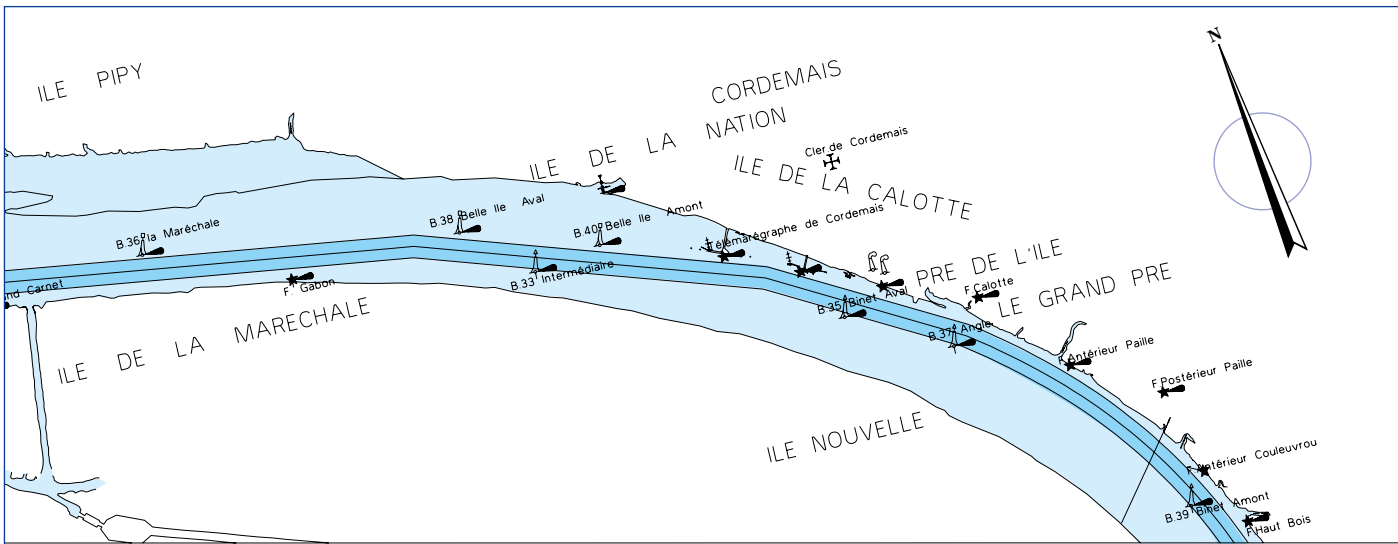 N
ILE PIPY
CORDEMAIS
ILE DE LA NATION
Cler de Cordemais
ILE DE LA CALOTTE
B.36 la Maréchale
B.38 Belle Ile Aval
B.40 Belle Ile Amont
Télémarégraphe de Cordemais
PRE DE L'ILE
F.Calotte
LE GRAND PRE
nd Carnet
F. Gabon
B.33 Intermédiaire
B.35 Binet Aval
B.37 Angle
ILE DE LA MARECHALE
F.Antérieur Paille
F.Postérieur Paille
ILE NOUVELLE
F.Antérieur Couleuvrou
B.39 Binet Amont
F.Haut Bois